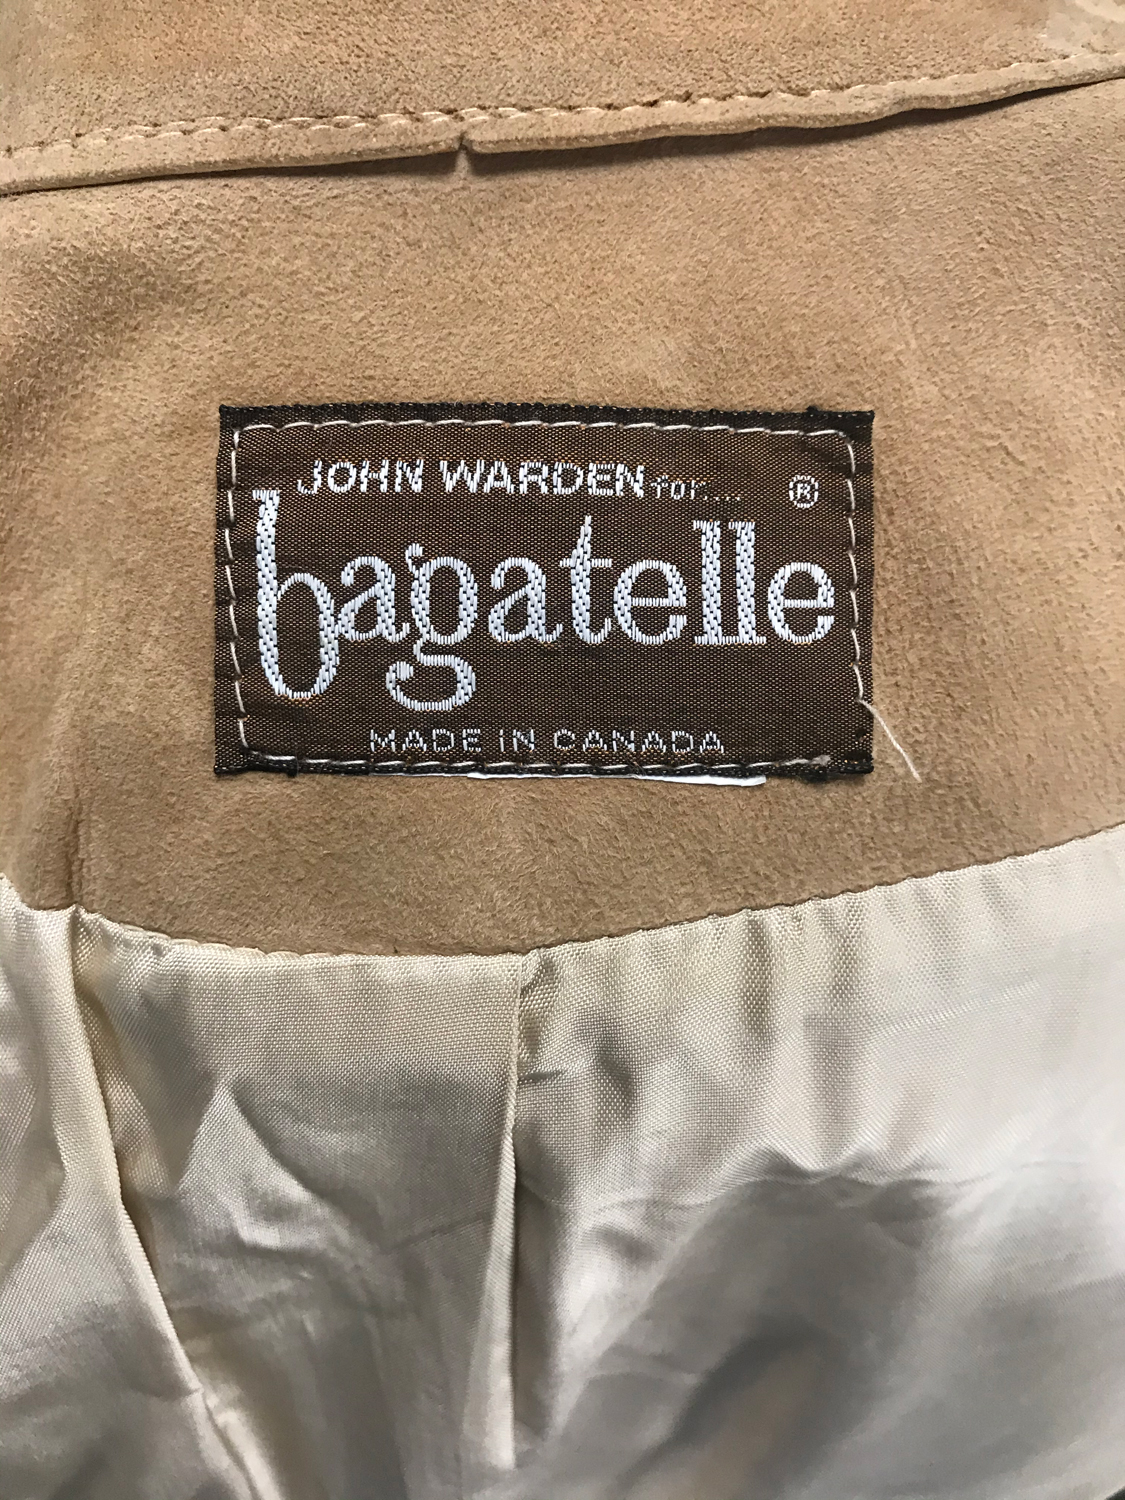 JOHN WARDEN for.... ®
bagatelle
MADE IN CANADA